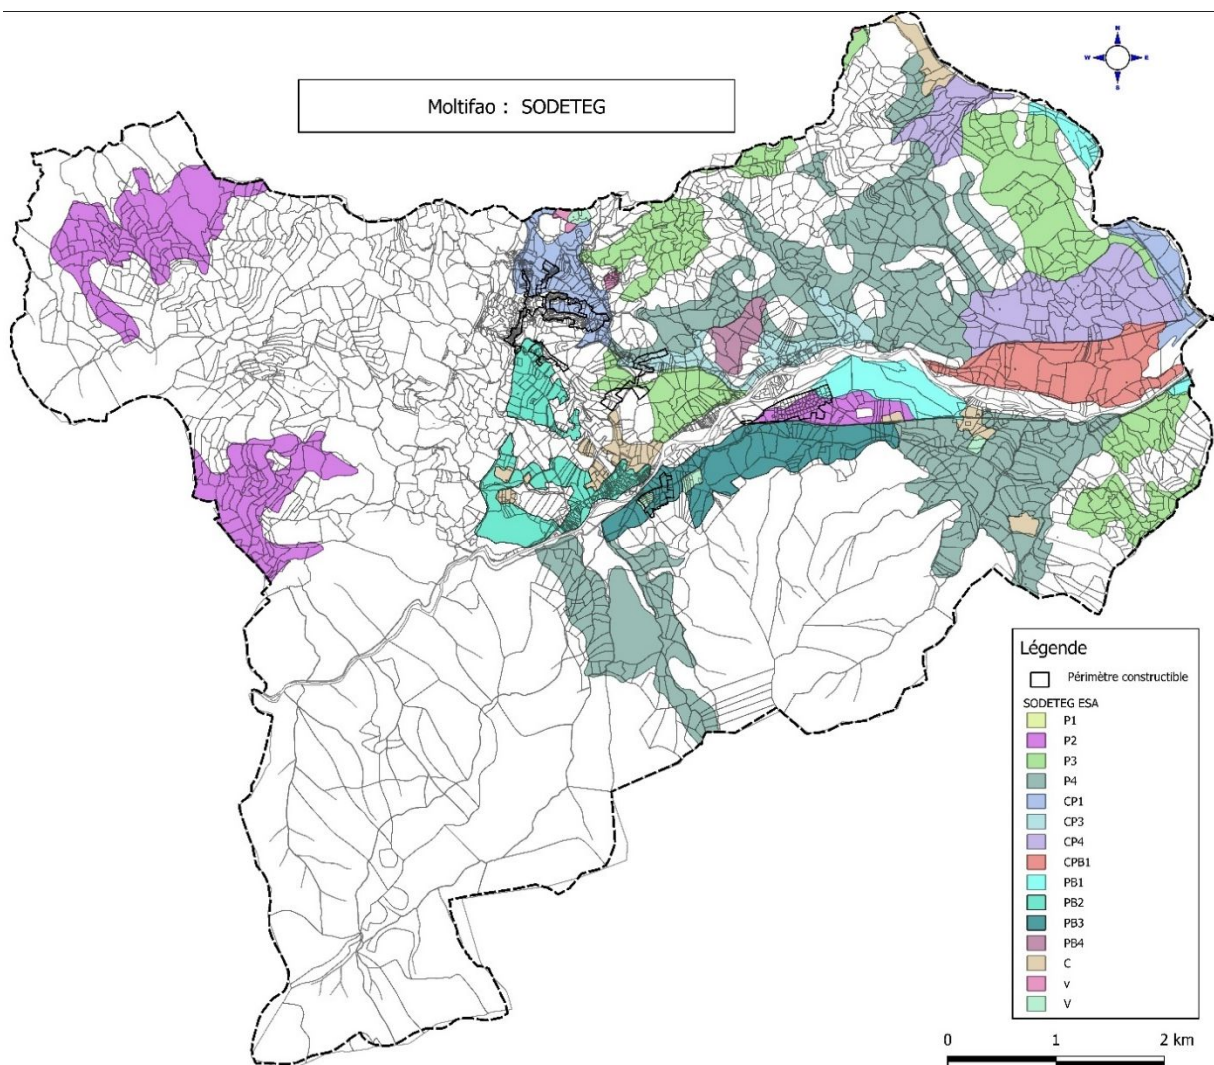 Moltifao : SODETEG
N
W E
S
Légende
Périmètre constructible
SODETEG ESA
P1
P2
P3
P4
CP1
CP3
CP4
CPB1
PB1
PB2
PB3
PB4
C
v
V
0 1 2 km